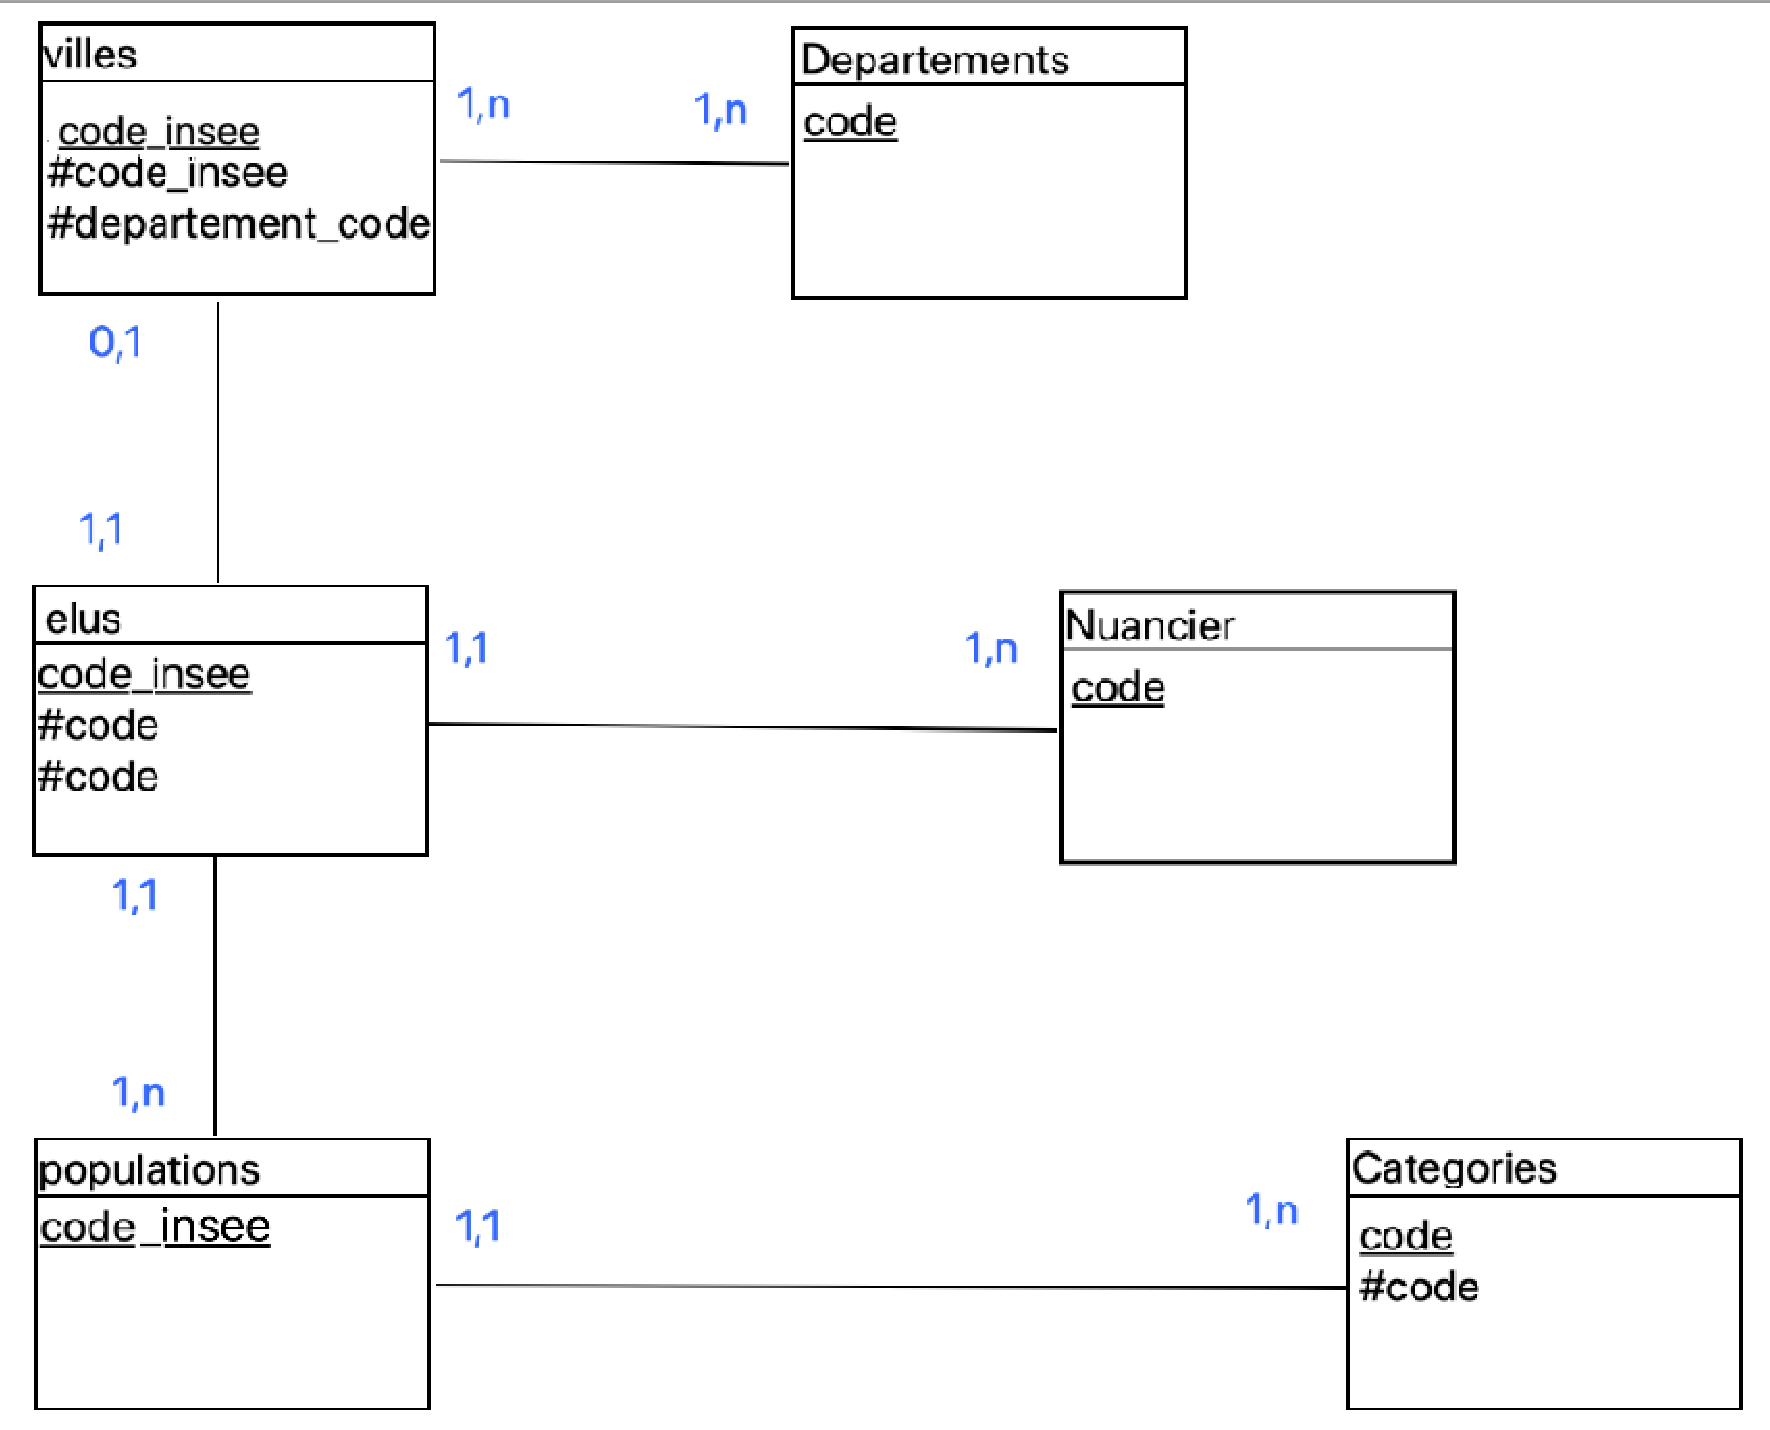 villes
code_insee
#code_insee
#departement_code
1,n
1,n
Departements
code
0,1
1,1
elus
code_insee
#code
#code
1,1
1,n
Nuancier
code
1,1
1,n
populations
code_insee
1,1
1,n
Categories
code
#code